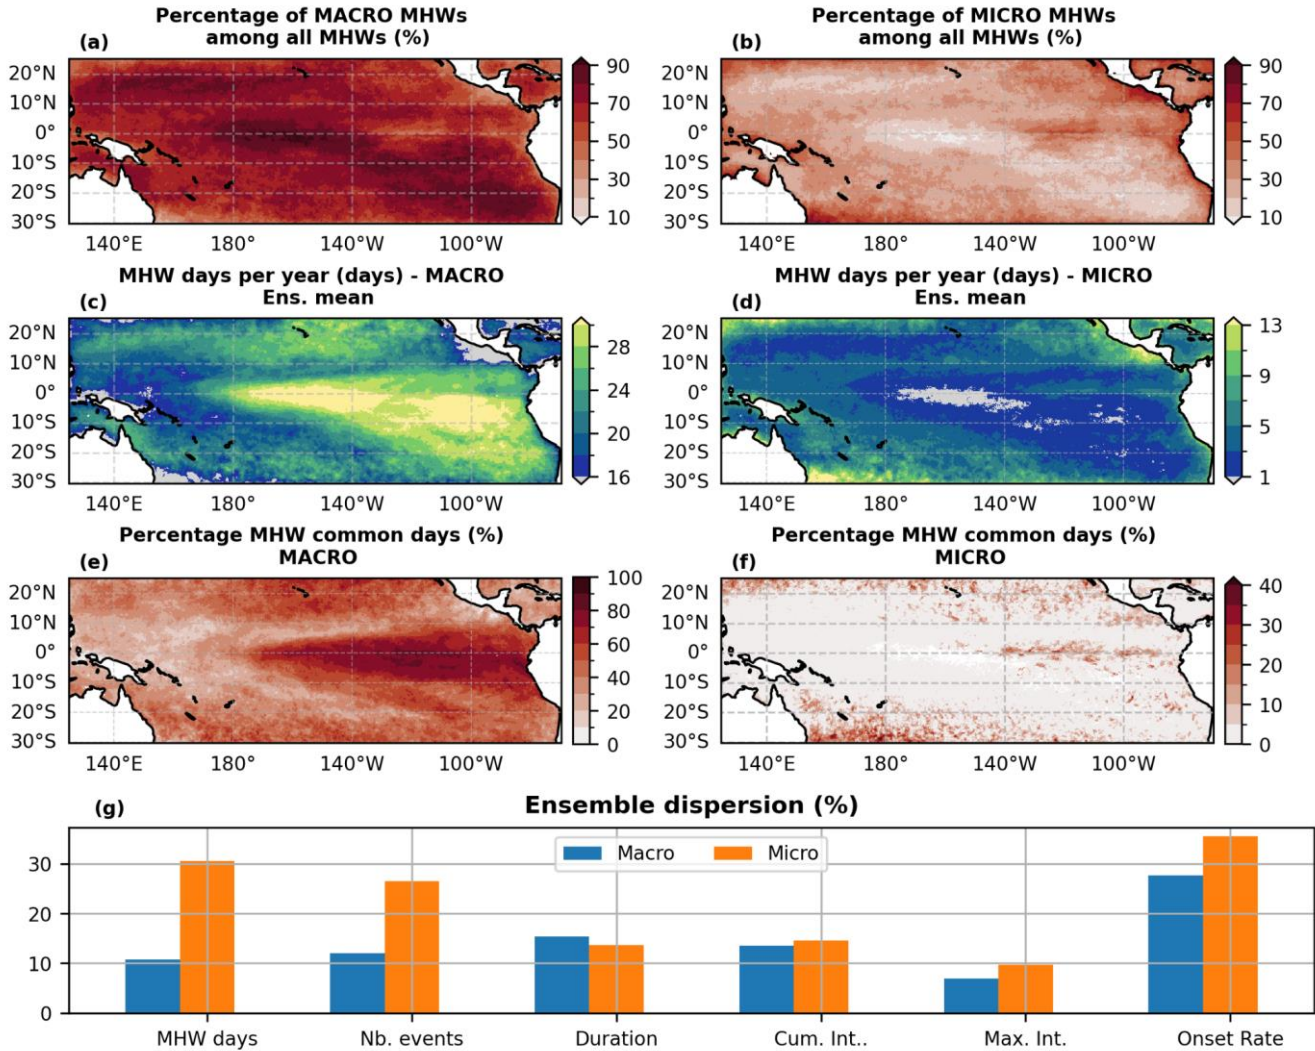 Percentage of MACRO MHWs
among all MHWs (%)
(a)
20°N
10°N
0°
10°S
20°S
30°S
140°E 180° 140°W 100°W
90
70
50
30
10
Percentage of MICRO MHWs
among all MHWs (%)
(b)
20°N
10°N
0°
10°S
20°S
30°S
140°E 180° 140°W 100°W
90
70
50
30
10
MHW days per year (days) - MACRO
Ens. mean
(c)
20°N
10°N
0°
10°S
20°S
30°S
140°E 180° 140°W 100°W
28
24
20
16
MHW days per year (days) - MICRO
Ens. mean
(d)
20°N
10°N
0°
10°S
20°S
30°S
140°E 180° 140°W 100°W
13
9
5
1
Percentage MHW common days (%)
MACRO
(e)
20°N
10°N
0°
10°S
20°S
30°S
140°E 180° 140°W 100°W
100
80
60
40
20
0
Percentage MHW common days (%)
MICRO
(f)
20°N
10°N
0°
10°S
20°S
30°S
140°E 180° 140°W 100°W
40
30
20
10
0
(g)
Ensemble dispersion (%)
Macro Micro
30
20
10
0
MHW days Nb. events Duration Cum. Int.. Max. Int. Onset Rate